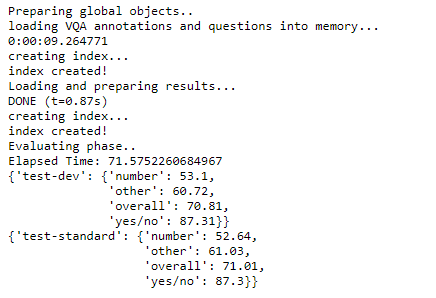 Preparing global objects..
loading VQA annotations and questions into memory...
0:00:09.264771
creating index...
index created!
Loading and preparing results...
DONE (t=0.87s)
creating index...
index created!
Evaluating phase..
Elapsed Time: 71.5752260684967
{'test-dev': {'number': 53.1,
              'other': 60.72,
              'overall': 70.81,
              'yes/no': 87.31}}
{'test-standard': {'number': 52.64,
                   'other': 61.03,
                   'overall': 71.01,
                   'yes/no': 87.3}}